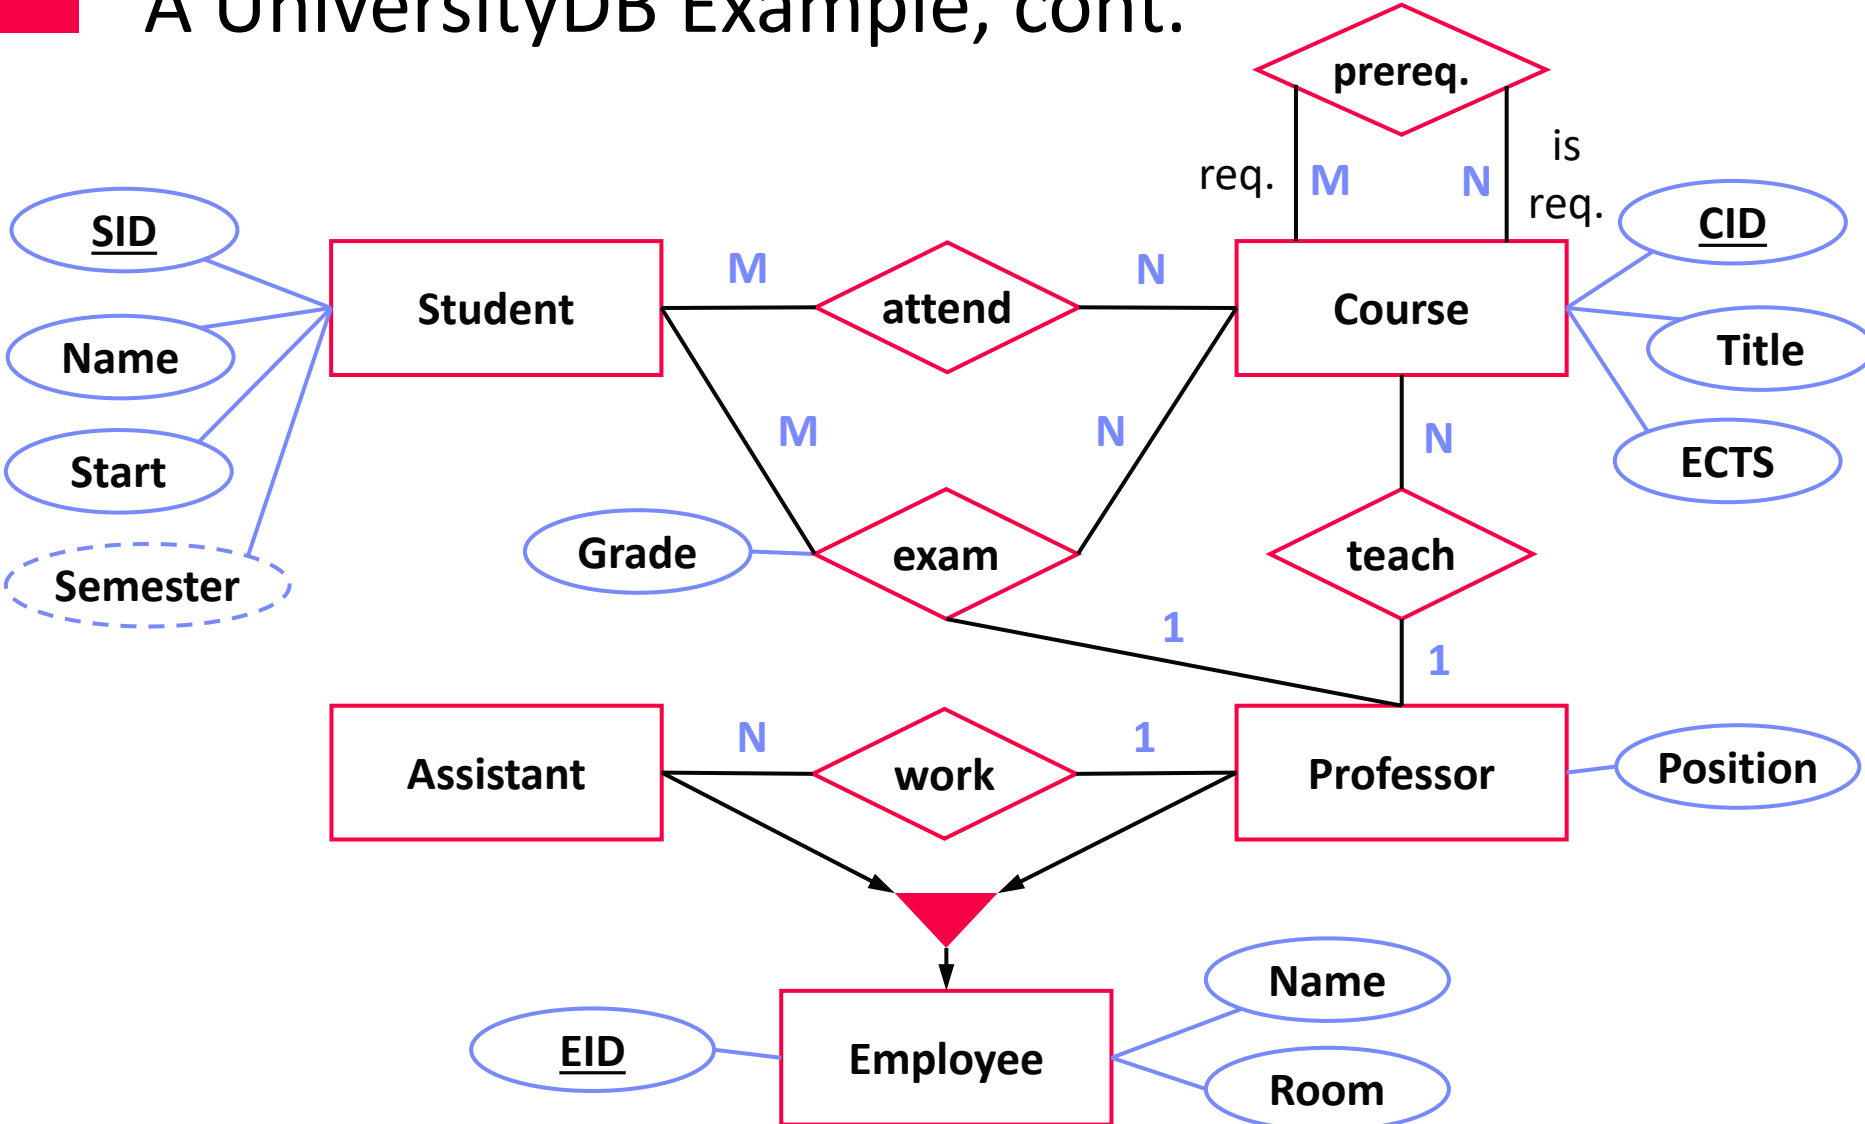 A UniversityDB Example, cont.
prereq.
req.
M
N
is
req.
SID
CID
Student
M
attend
N
Course
Name
Title
Start
M
N
N
ECTS
Semester
Grade
exam
teach
1
1
Assistant
N
work
1
Professor
Position
EID
Employee
Name
Room